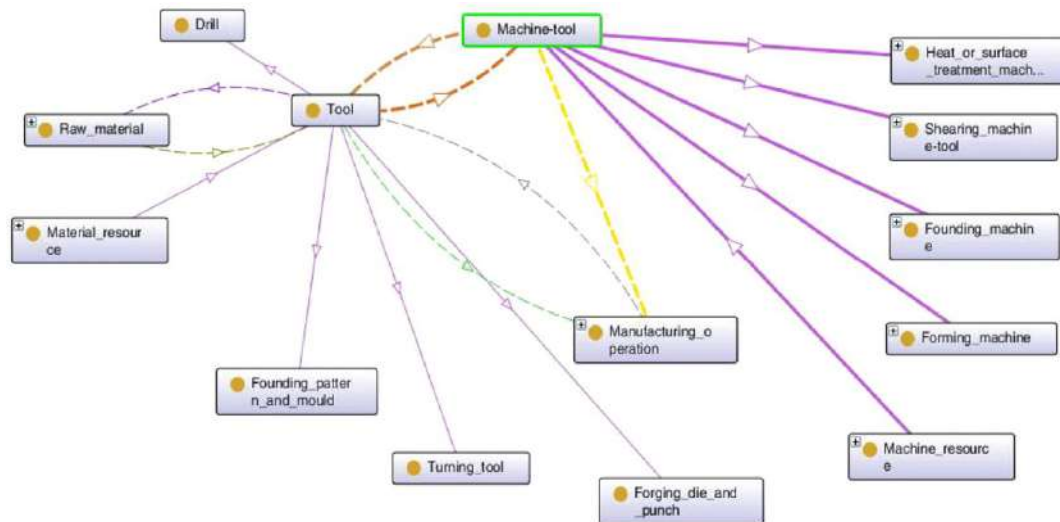 Drill
Machine-tool
Heat_or_surface
_treatment_mach...
Tool
Raw_material
Shearing_machin
e-tool
Material_resour
ce
Founding_machin
e
Manufacturing_o
peration
Forming_machine
Founding_patter
n_and_mould
Machine_resourc
e
Turning_tool
Forging_die_and
_punch